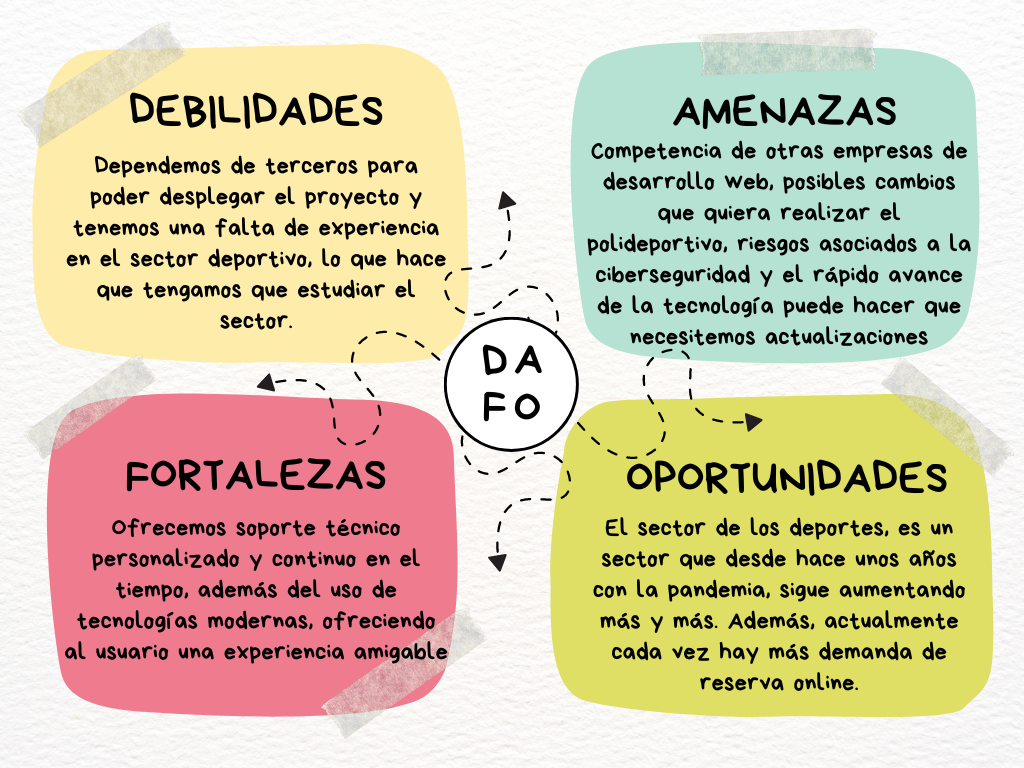 DEBILIDADES
Dependemos de terceros para
poder desplegar el proyecto y
tenemos una falta de experiencia
en el sector deportivo, lo que hace
que tengamos que estudiar el
sector.
AMENAZAS
Competencia de otras empresas de
desarrollo web, posibles cambios
que quiera realizar el
polideportivo, riesgos asociados a la
ciberseguridad y el rápido avance
de la tecnología puede hacer que
necesitemos actualizaciones
DA
FO
FORTALEZAS
Ofrecemos soporte técnico
personalizado y continuo en el
tiempo, además del uso de
tecnologías modernas, ofreciendo
al usuario una experiencia amigable
OPORTUNIDADES
El sector de los deportes, es un
sector que desde hace unos años
con la pandemia, sigue aumentando
más y más. Además, actualmente
cada vez hay más demanda de
reserva online.